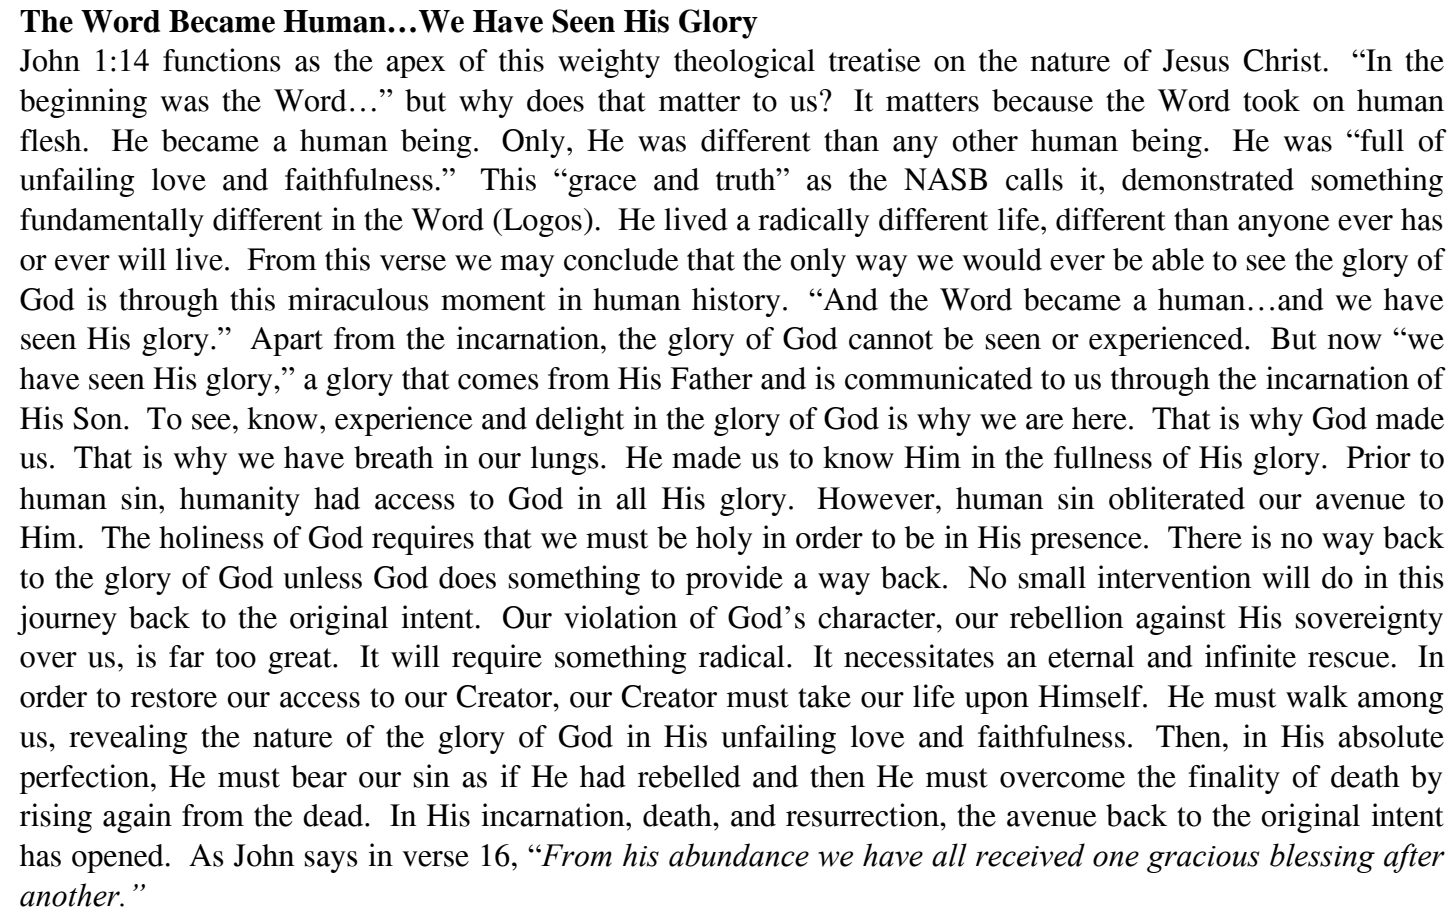 The Word Became Human…We Have Seen His Glory
John 1:14 functions as the apex of this weighty theological treatise on the nature of Jesus Christ.  “In the
beginning was the Word…” but why does that matter to us?  It matters because the Word took on human
flesh.  He became a human being.  Only, He was different than any other human being.  He was “full of
unfailing love and faithfulness.”  This “grace and truth” as the NASB calls it, demonstrated something
fundamentally different in the Word (Logos).  He lived a radically different life, different than anyone ever has
or ever will live.  From this verse we may conclude that the only way we would ever be able to see the glory of
God is through this miraculous moment in human history.  “And the Word became a human…and we have
seen His glory.”  Apart from the incarnation, the glory of God cannot be seen or experienced.  But now “we
have seen His glory,” a glory that comes from His Father and is communicated to us through the incarnation of
His Son.  To see, know, experience and delight in the glory of God is why we are here.  That is why God made
us.  That is why we have breath in our lungs.  He made us to know Him in the fullness of His glory.  Prior to
human sin, humanity had access to God in all His glory.  However, human sin obliterated our avenue to
Him.  The holiness of God requires that we must be holy in order to be in His presence.  There is no way back
to the glory of God unless God does something to provide a way back.  No small intervention will do in this
journey back to the original intent.  Our violation of God’s character, our rebellion against His sovereignty
over us, is far too great.  It will require something radical.  It necessitates an eternal and infinite rescue.  In
order to restore our access to our Creator, our Creator must take our life upon Himself.  He must walk among
us, revealing the nature of the glory of God in His unfailing love and faithfulness.  Then, in His absolute
perfection, He must bear our sin as if He had rebelled and then He must overcome the finality of death by
rising again from the dead.  In His incarnation, death, and resurrection, the avenue back to the original intent
has opened.  As John says in verse 16, “From his abundance we have all received one gracious blessing after
another.”